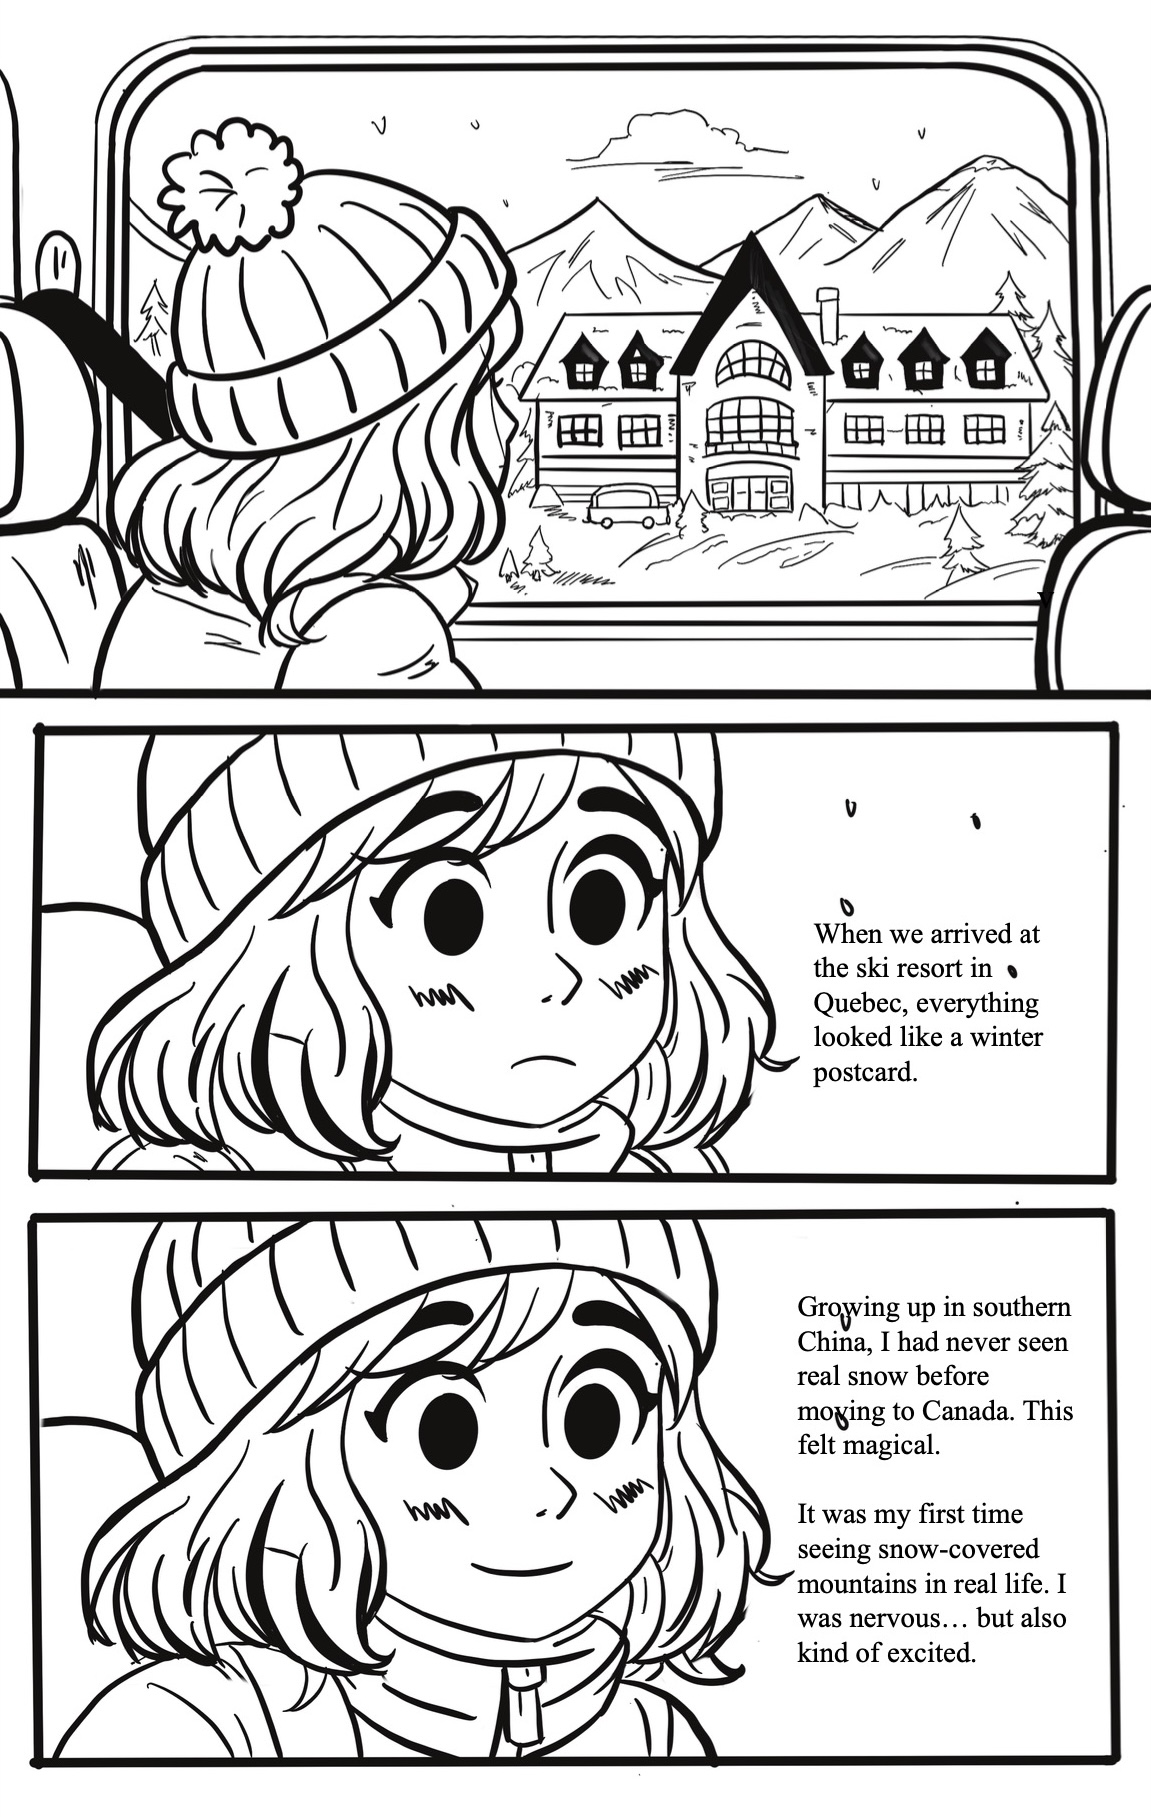 When we arrived at
the ski resort in
Quebec, everything
looked like a winter
postcard.
Growing up in southern
China, I had never seen
real snow before
moving to Canada. This
felt magical.
It was my first time
seeing snow-covered
mountains in real life. I
was nervous… but also
kind of excited.